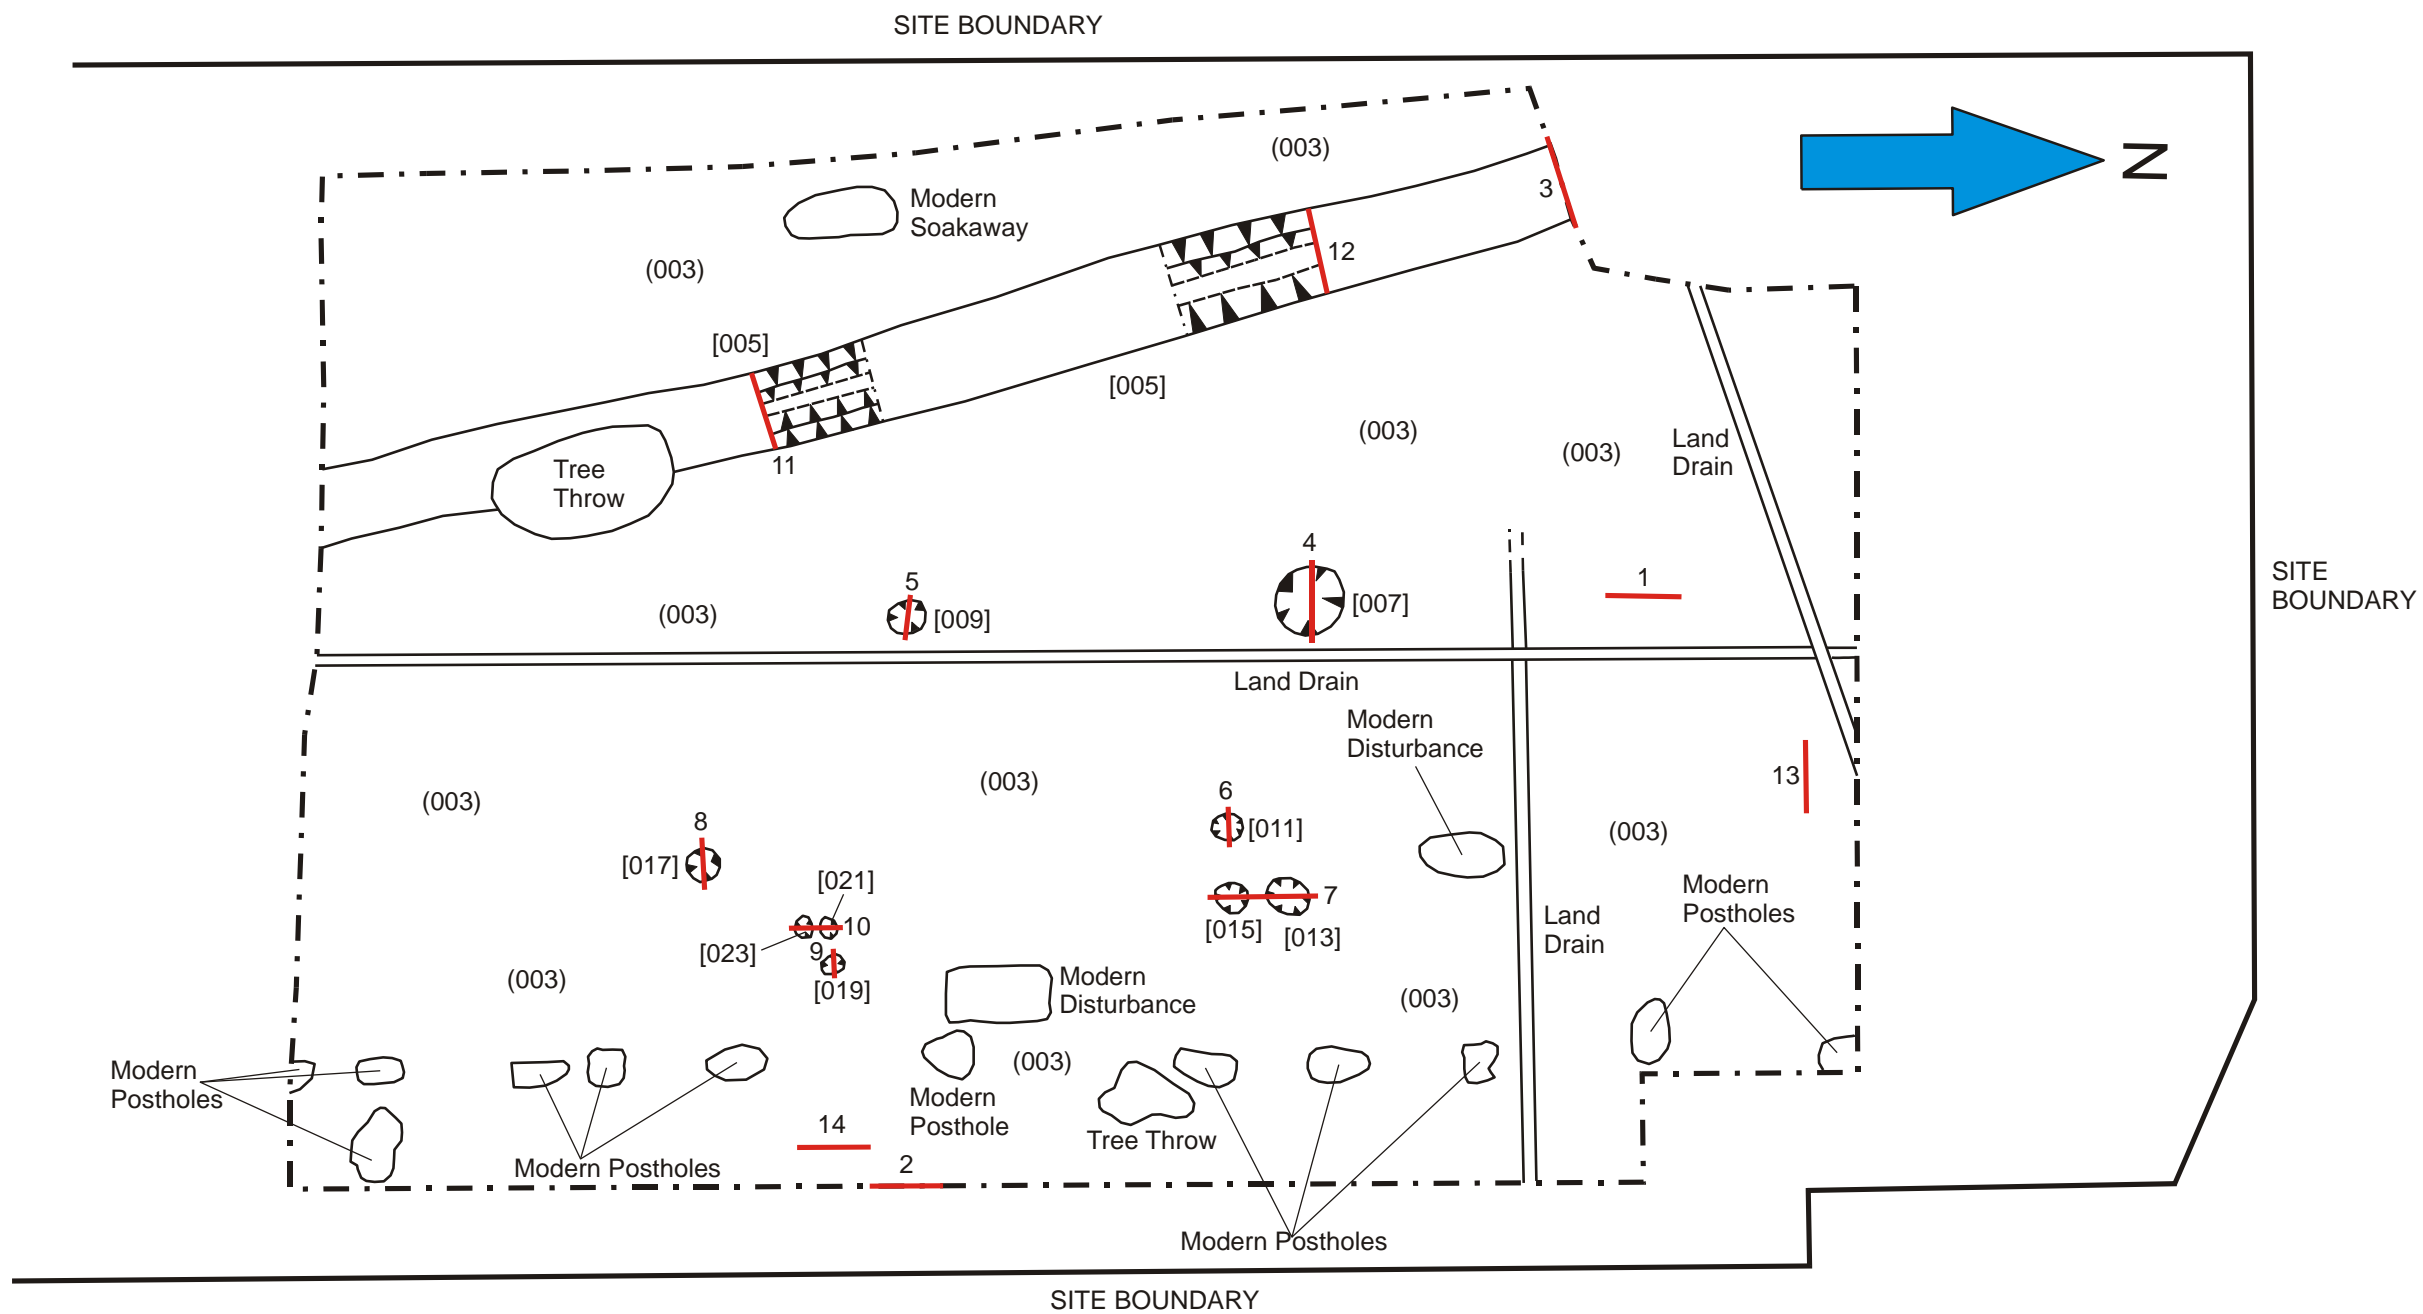 SITE BOUNDARY
(003)
N
3
Modern
Soakaway
12
(003)
[005]
[005]
(003)
(003)
Land
Drain
11
Tree
Throw
4
5
1
SITE
BOUNDARY
[007]
(003)
[009]
Land Drain
Modern
Disturbance
13
(003)
(003)
6
8
[011]
(003)
[017]
[021]
7
Modern
Postholes
10
[015]
[013]
Land
Drain
[023]
9
[019]
(003)
Modern
Disturbance
(003)
(003)
Modern
Postholes
Modern
Posthole
14
Tree Throw
Modern Postholes
2
Modern Postholes
SITE BOUNDARY